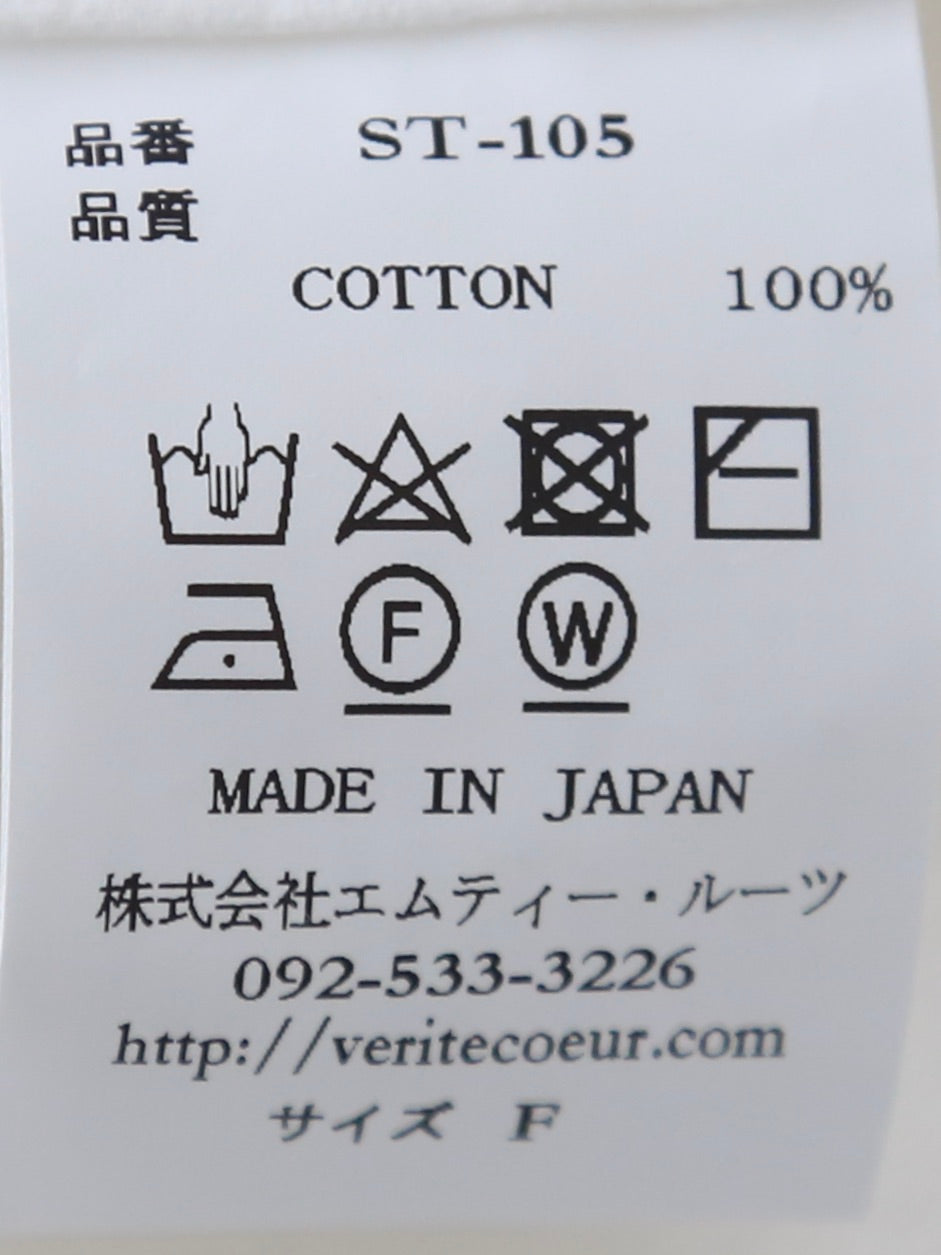 品番 ST-105
品質
COTTON 100%
F W
MADE IN JAPAN
株式会社エムティー・ルーツ
092-533-3226
http://veritecoeur.com
サイズ F